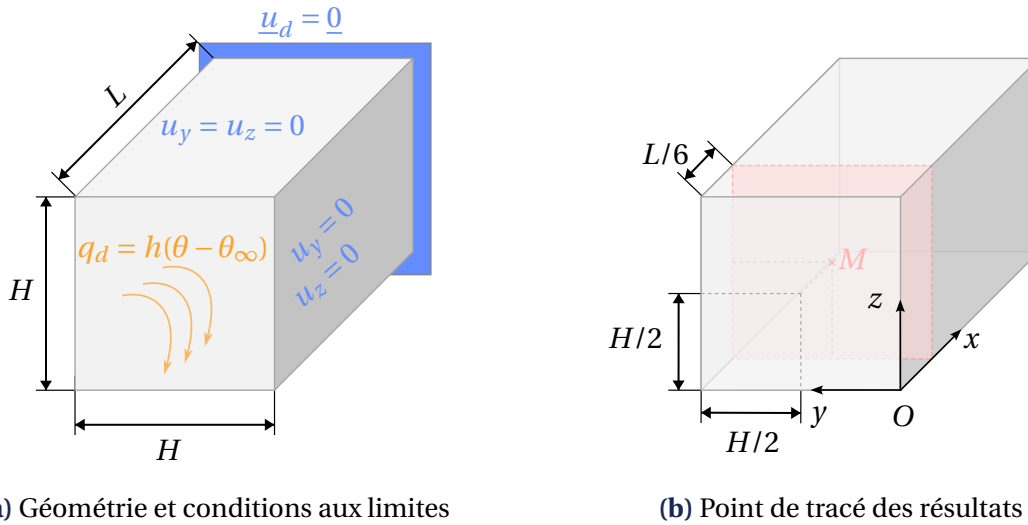 u_d = 0
L
u_y = u_z = 0
q_d = h(θ − θ_∞)
u_y = 0
u_z = 0
H
H
L/6
M
z
x
H/2
y
O
H/2
a) Géométrie et conditions aux limites
(b) Point de tracé des résultats